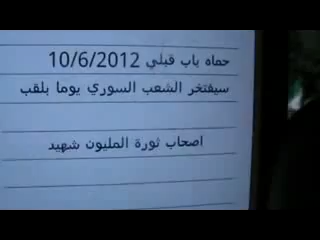 حماه باب قبلي 10/6/2012
سيفتخر الشعب السوري يوما بلقب
اصحاب ثورة المليون شهيد